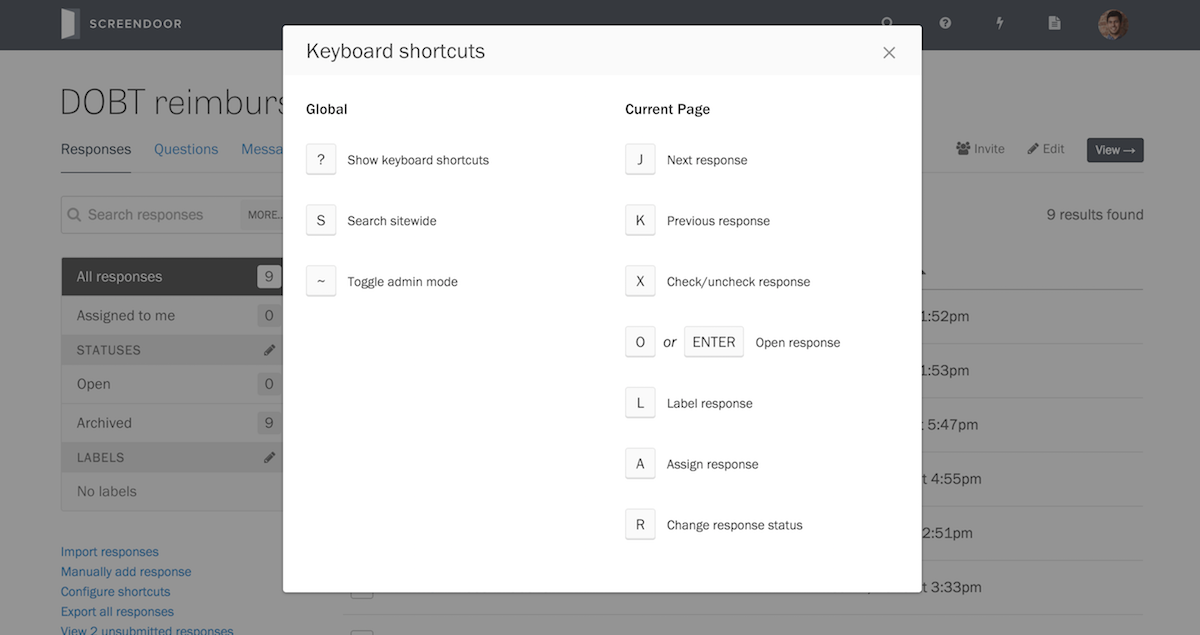 SCREENDOOR
Keyboard shortcuts
DOBT reimburs
Responses Questions Messa
Invite Edit View →
Search responses MORE...
9 results found
All responses 9
Assigned to me 0
STATUSES
Open 0
Archived 9
LABELS
No labels
Import responses
Manually add response
Configure shortcuts
Export all responses
View 2 unsubmitted responses
Global
? Show keyboard shortcuts
S Search sitewide
~ Toggle admin mode
Current Page
J Next response
K Previous response
X Check/uncheck response
O or ENTER Open response
L Label response
A Assign response
R Change response status
1:52pm
1:53pm
5:47pm
t 4:55pm
2:51pm
t 3:33pm